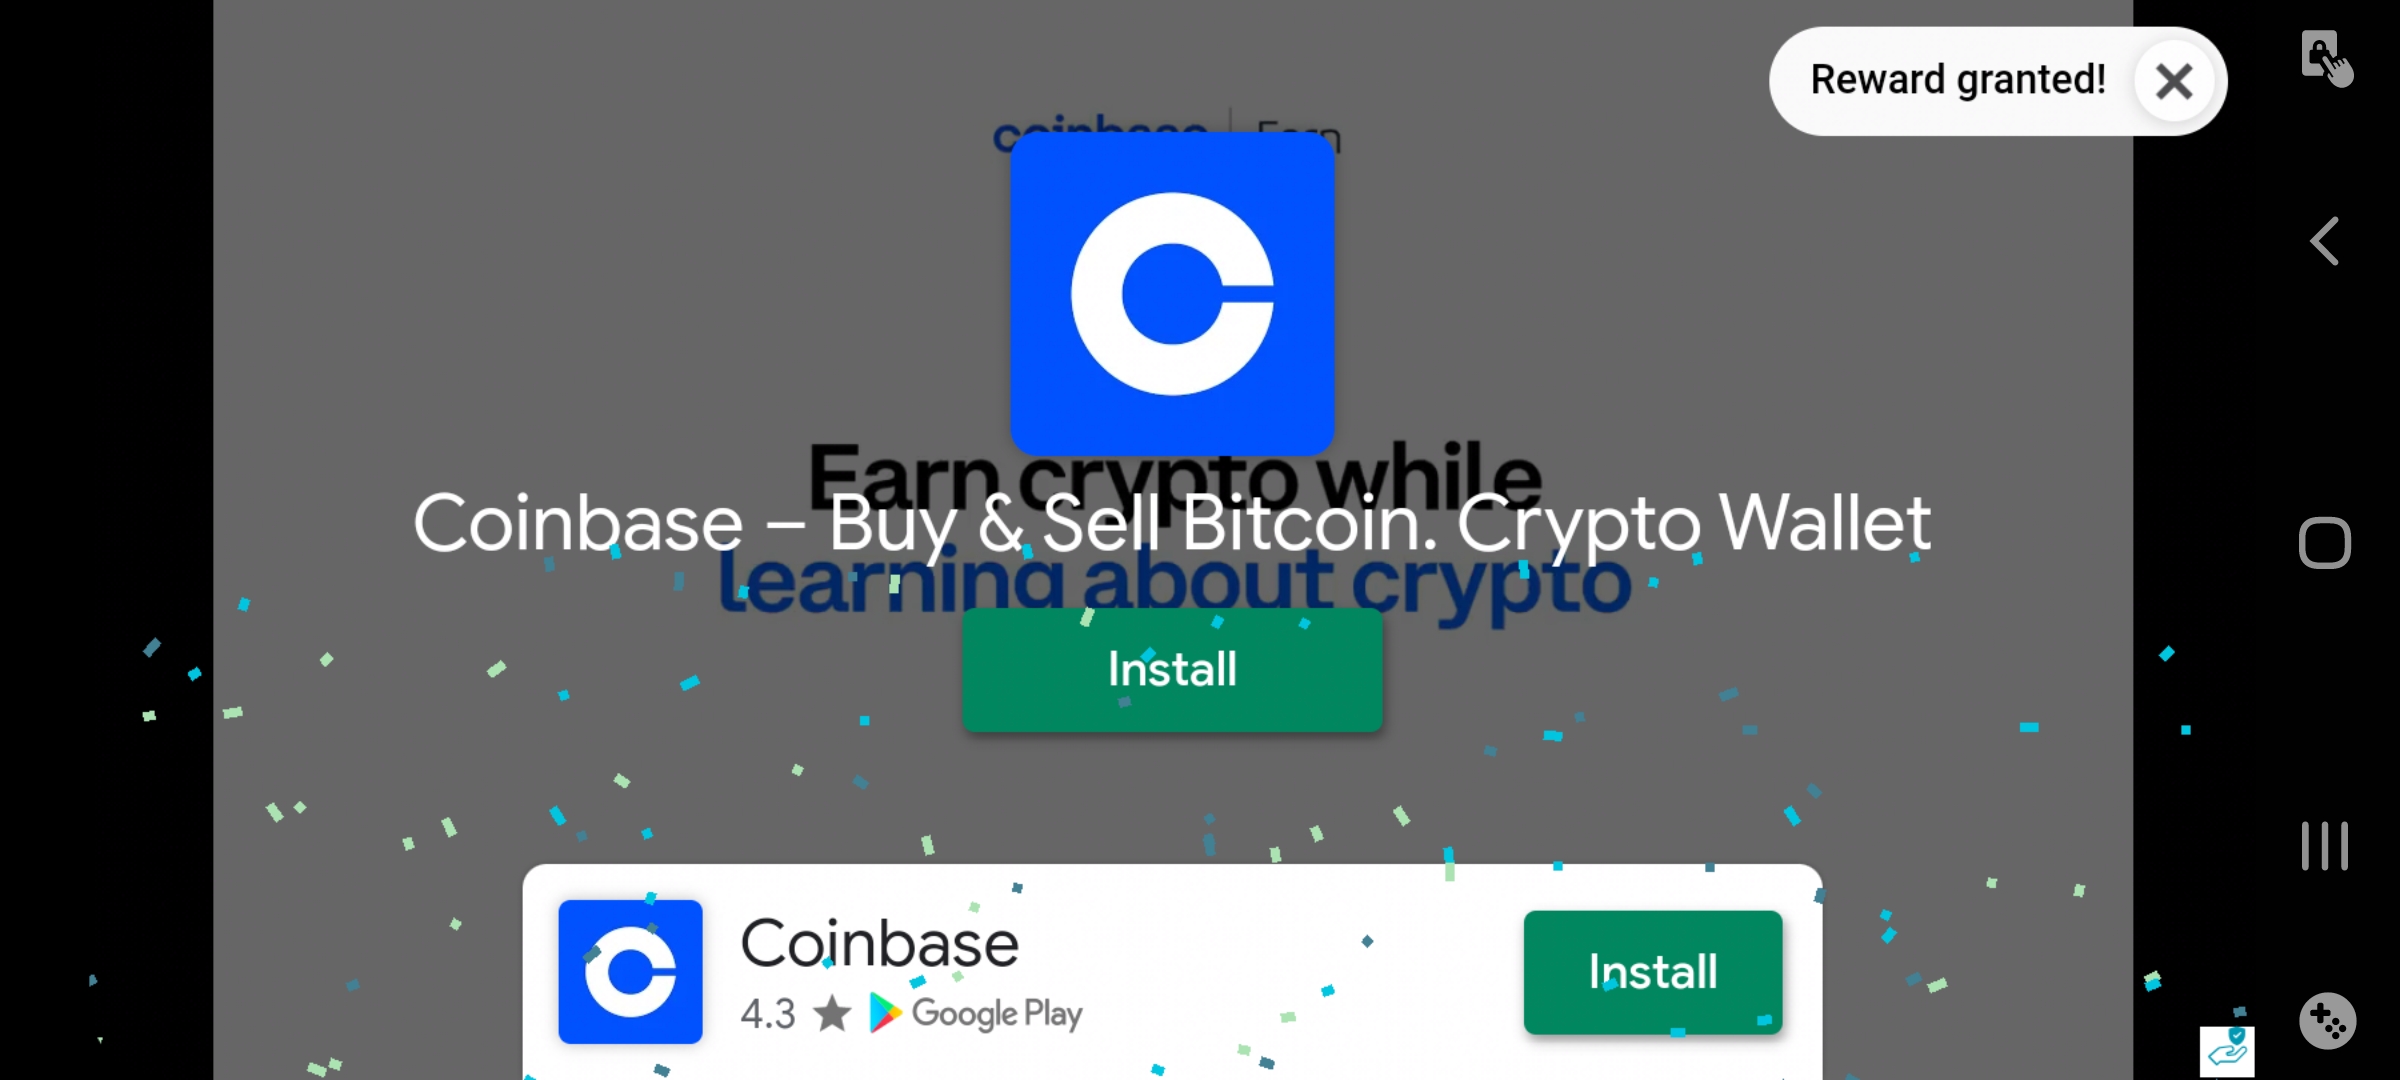 Reward granted!
coinbase | Earn
Earn crypto while
Coinbase – Buy & Sell Bitcoin. Crypto Wallet
learning about crypto
Install
Coinbase
Install
4.3 ★ Google Play